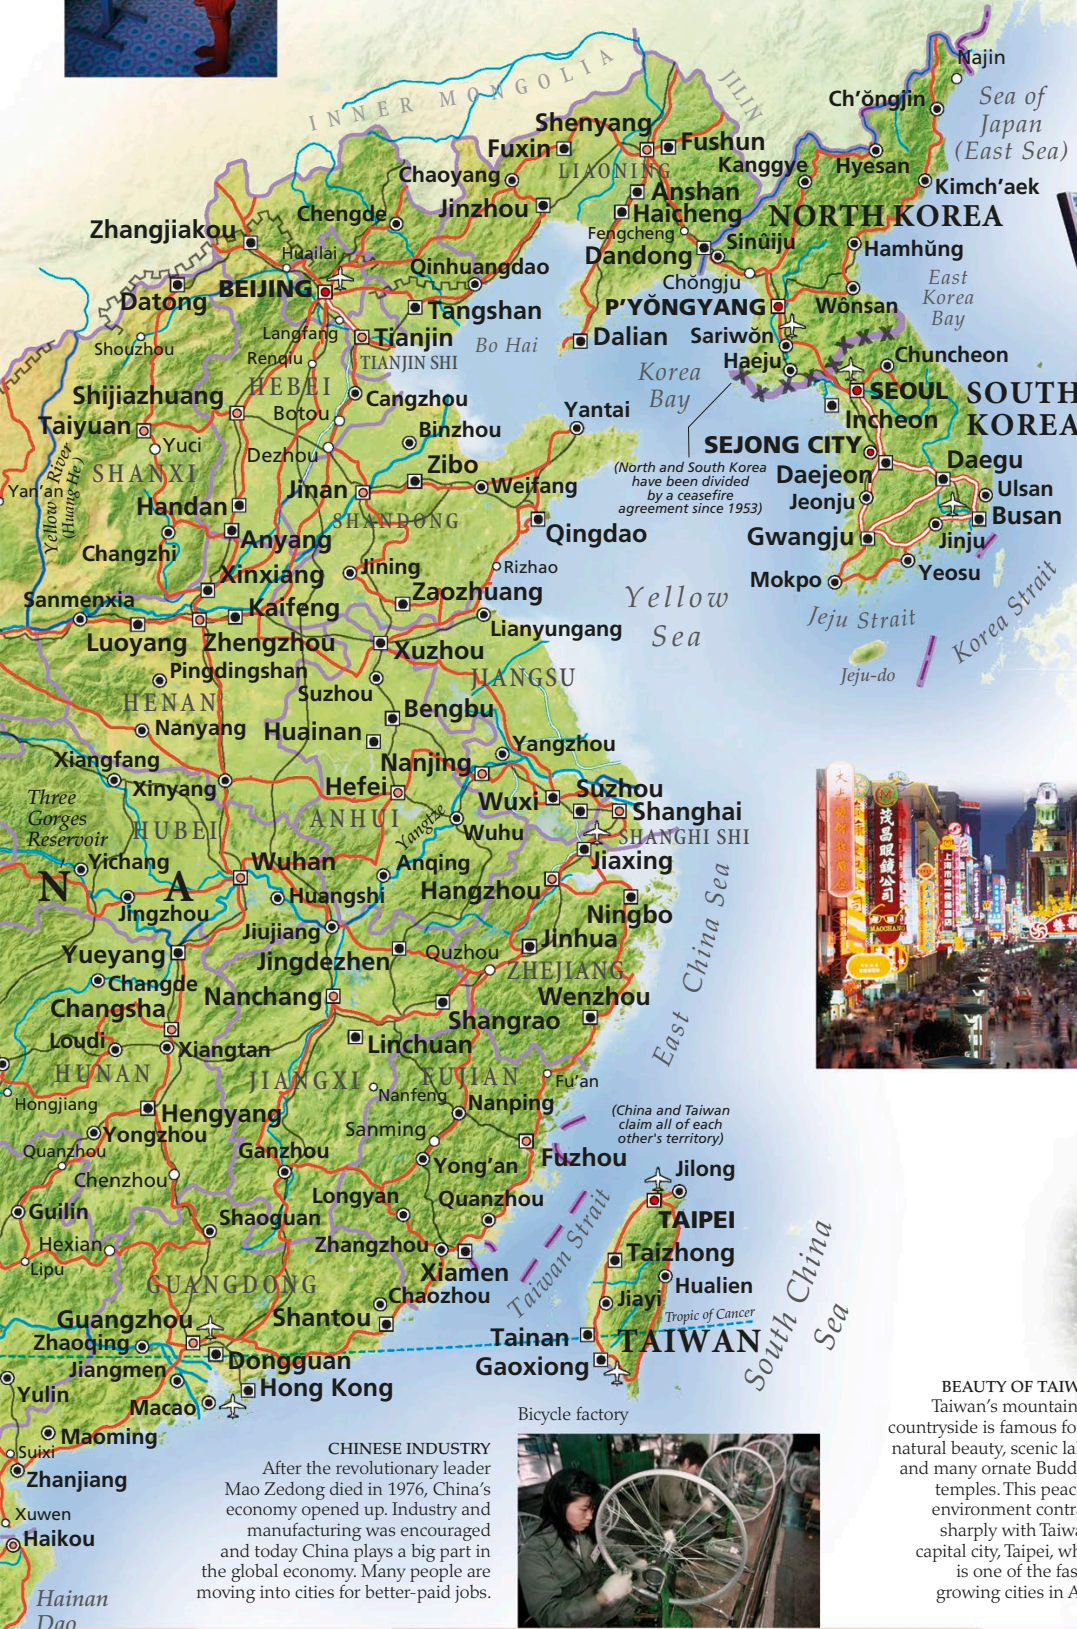 INNER MONGOLIA
JILIN
Najin
Ch'ŏngjin
Sea of
Japan
(East Sea)
Shenyang
Fushun
Fuxin
Kanggye
Hyesan
LIAONING
Chaoyang
Anshan
Kimch'aek
Jinzhou
Haicheng
NORTH KOREA
Chengde
Zhangjiakou
Fengcheng
Sinûiju
Hamhŭng
Huailai
Dandong
Qinhuangdao
Chŏngju
East
Korea
Bay
BEIJING
Datong
Tangshan
P'YŎNGYANG
Wŏnsan
Langfang
Tianjin
Dalian
Sariwŏn
Shouzhou
Bo Hai
Renqiu
TIANJIN SHI
Haeju
Chuncheon
Korea
Bay
HEBEI
Shijiazhuang
Cangzhou
SEOUL
SOUTH
KOREA
Botou
Yantai
Incheon
Taiyuan
Binzhou
Yuci
SEJONG CITY
Dezhou
Zibo
(North and South Korea
have been divided
by a ceasefire
agreement since 1953)
Daejeon
Daegu
SHANXI
Yan'an
Yellow River
(Huang He)
Jinan
Weifang
Jeonju
Ulsan
Handan
SHANDONG
Busan
Qingdao
Gwangju
Anyang
Jinju
Changzhi
Jining
Rizhao
Xinxiang
Mokpo
Yeosu
Zaozhuang
Sanmenxia
Kaifeng
Yellow
Sea
Jeju Strait
Korea Strait
Luoyang
Zhengzhou
Lianyungang
Xuzhou
Jeju-do
Pingdingshan
JIANGSU
Suzhou
HENAN
Bengbu
Nanyang
Huainan
Yangzhou
Xiangfang
Nanjing
Xinyang
Hefei
Suzhou
Three
Gorges
Reservoir
Wuxi
Shanghai
HUBEI
ANHUI
Yangtze
Wuhu
SHANGHI SHI
Yichang
Wuhan
Anqing
Jiaxing
N A
Huangshi
Hangzhou
Jingzhou
Ningbo
Jiujiang
Yueyang
Jinhua
Jingdezhen
Quzhou
East China Sea
Changde
ZHEJIANG
Nanchang
Changsha
Wenzhou
Shangrao
Loudi
Xiangtan
Linchuan
HUNAN
JIANGXI
FUJIAN
Fu'an
Nanfeng
Hongjiang
Nanping
Hengyang
(China and Taiwan
claim all of each
other's territory)
Yongzhou
Sanming
Quanzhou
Ganzhou
Fuzhou
Yong'an
Jilong
Chenzhou
Longyan
Quanzhou
Guilin
Shaoguan
TAIPEI
Hexian
Zhangzhou
Taizhong
Lipu
Xiamen
Taiwan Strait
GUANGDONG
Chaozhou
Hualien
Jiayi
Guangzhou
Shantou
Tropic of Cancer
Zhaoqing
Tainan
TAIWAN
South China
Sea
Dongguan
Gaoxiong
Jiangmen
Hong Kong
Yulin
Macao
Maoming
Suixi
Zhanjiang
Xuwen
Haikou
Hainan
Dao
大
茂昌眼鏡公司
MAOCHANG
Bicycle factory
CHINESE INDUSTRY
After the revolutionary leader
Mao Zedong died in 1976, China's
economy opened up. Industry and
manufacturing was encouraged
and today China plays a big part in
the global economy. Many people are
moving into cities for better-paid jobs.
BEAUTY OF TAIW
Taiwan's mountain
countryside is famous fo
natural beauty, scenic la
and many ornate Budd
temples. This peac
environment contr
sharply with Taiwa
capital city, Taipei, wh
is one of the fas
growing cities in A